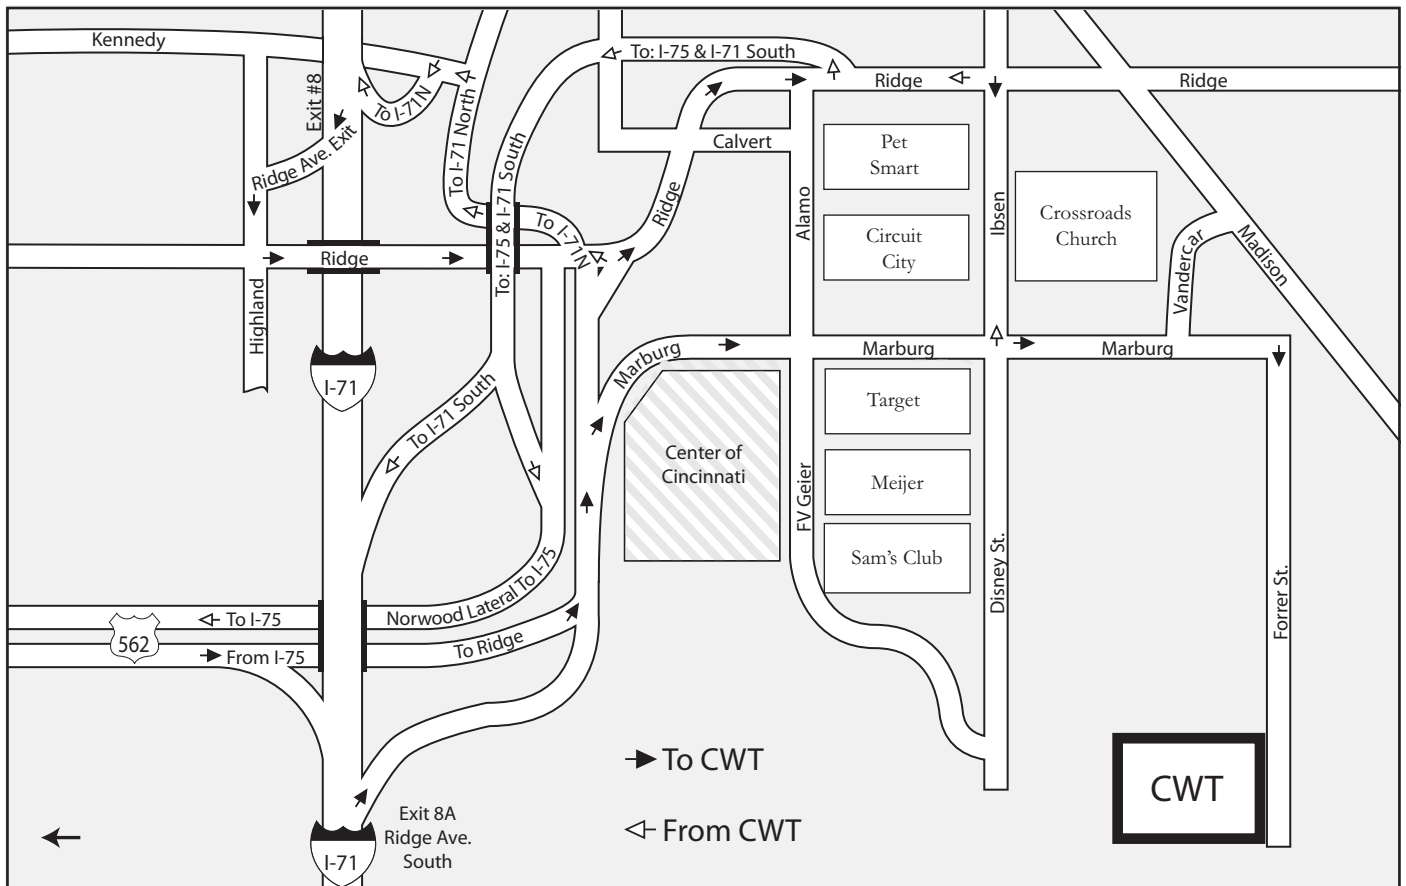 Kennedy
To: I-75 & I-71 South
Ridge
Ridge
Exit #8
To I-71N
To I-71 North
Ridge Ave. Exit
To: I-75 & I-71 South
Calvert
Pet
Smart
Ridge
Alamo
Ibsen
Crossroads
Church
Circuit
City
To I-71N
Vandercar
Madison
Ridge
Highland
Marburg
Marburg
Marburg
I-71
To I-71 South
Target
Center of
Cincinnati
Meijer
FV Geier
Sam's Club
Disney St.
Forrer St.
Norwood Lateral To I-75
To I-75
562
From I-75
To Ridge
To CWT
From CWT
CWT
Exit 8A
Ridge Ave.
South
I-71